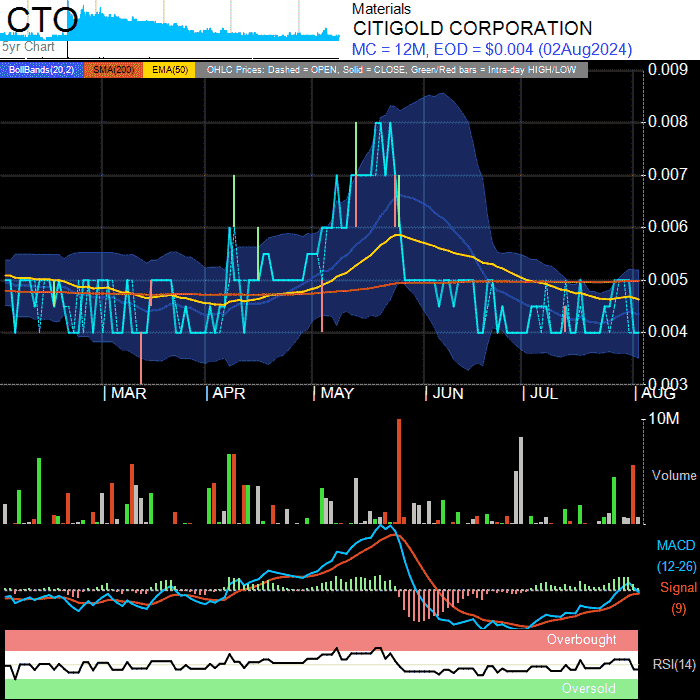 CTO
5yr Chart
Materials
CITIGOLD CORPORATION
MC = 12M, EOD = $0.004 (02Aug2024)
BollBands(20,2) SMA(200) EMA(50) OHLC Prices: Dashed = OPEN, Solid = CLOSE, Green/Red bars = Intra-day HIGH/LOW
0.009
0.008
0.007
0.006
0.005
0.004
0.003
MAR APR MAY JUN JUL AUG
10M
Volume
MACD
(12-26)
Signal
(9)
Overbought
RSI(14)
Oversold